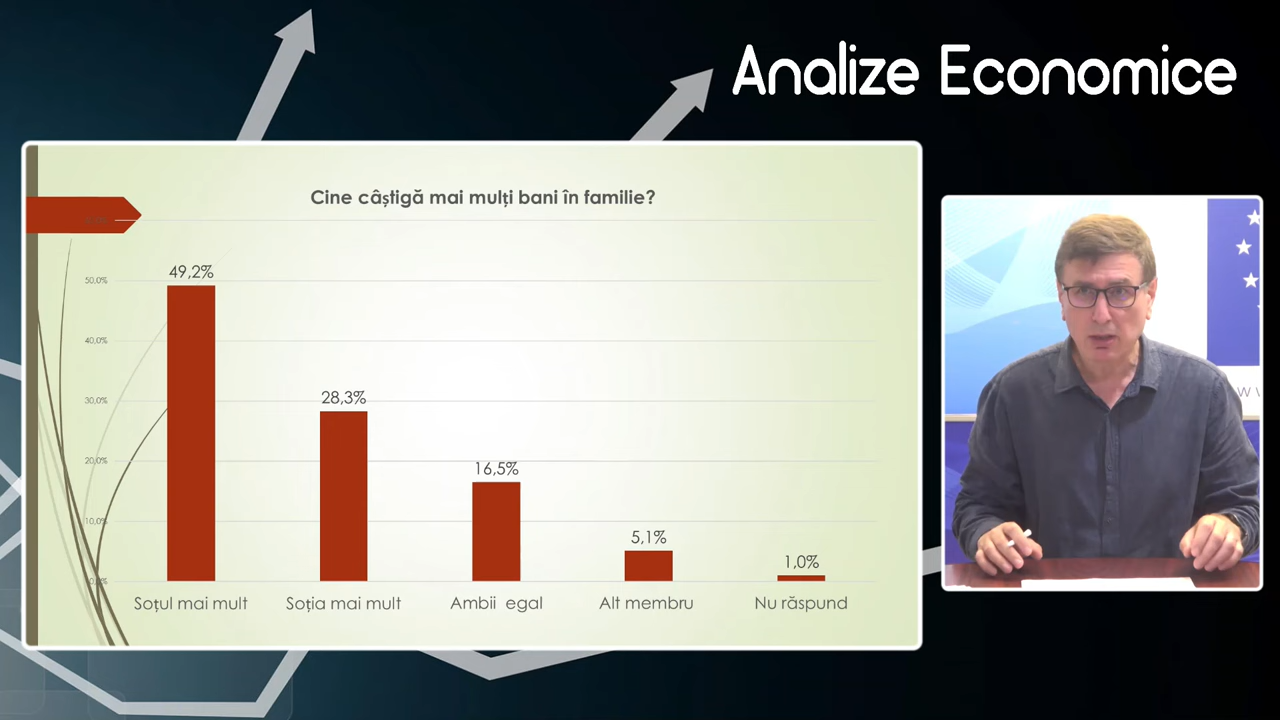 Analize Economice
Cine câștigă mai mulți bani în familie?
50,0%
40,0%
30,0%
20,0%
10,0%
49,2%
28,3%
16,5%
5,1%
1,0%
Soțul mai mult
Soția mai mult
Ambii egal
Alt membru
Nu răspund